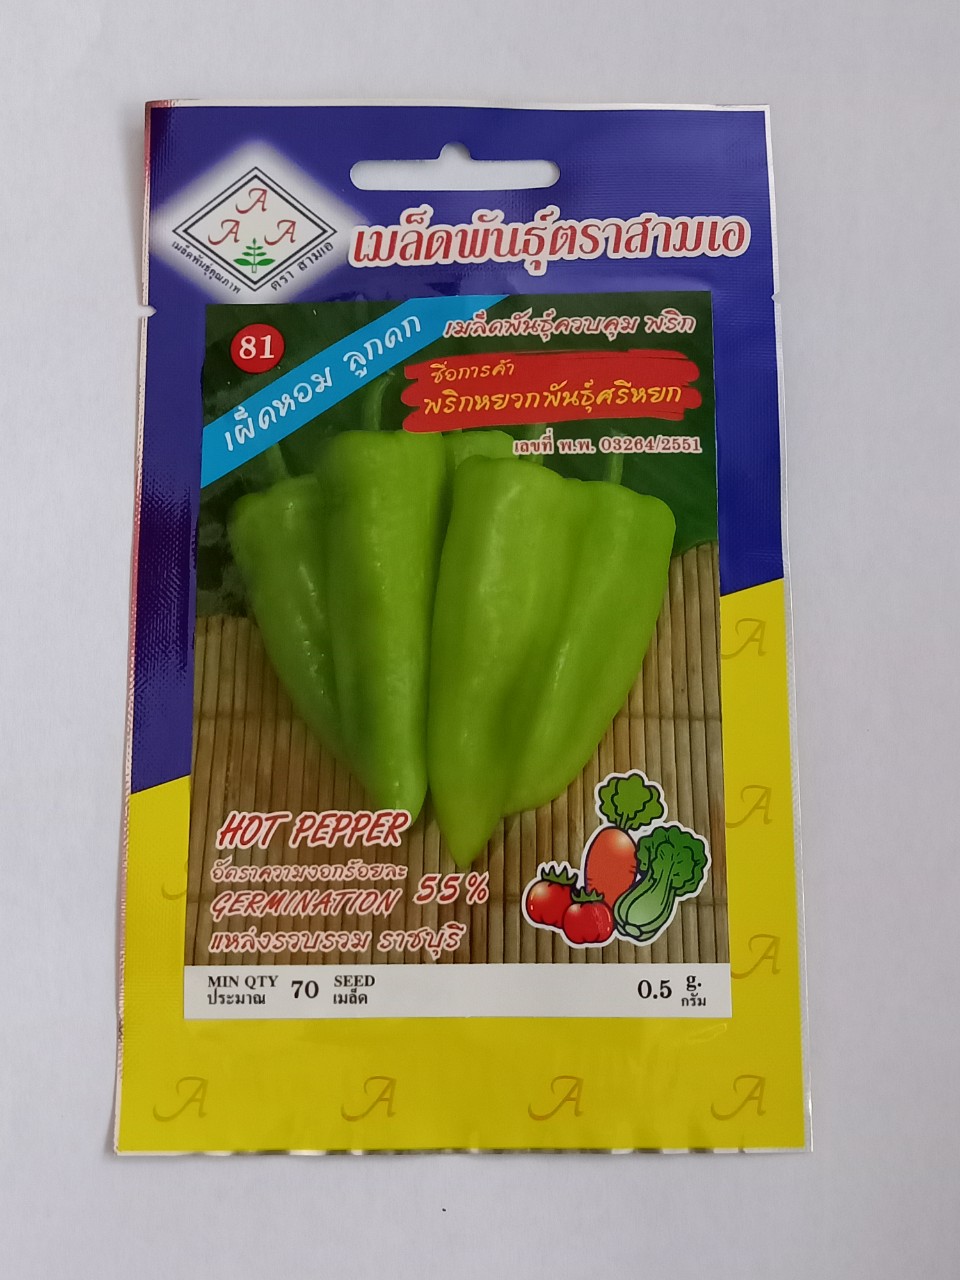 A
A A
เมล็ดพันธุ์คุณภาพ
ตรา สามเอ
เมล็ดพันธุ์ตราสามเอ
81
เผ็ดหอม ลูกดก
เมล็ดพันธุ์ควบคุม พริก
ชื่อการค้า
พริกหยวกพันธุ์ศรีหยก
เลขที่ พ.พ. 03264/2551
HOT PEPPER
อัตราความงอกร้อยละ
GERMINATION 55%
แหล่งรวบรวม ราชบุรี
MIN QTY 70 SEED 0.5 g.
ประมาณ เมล็ด กรัม
A
A
A
A A A A